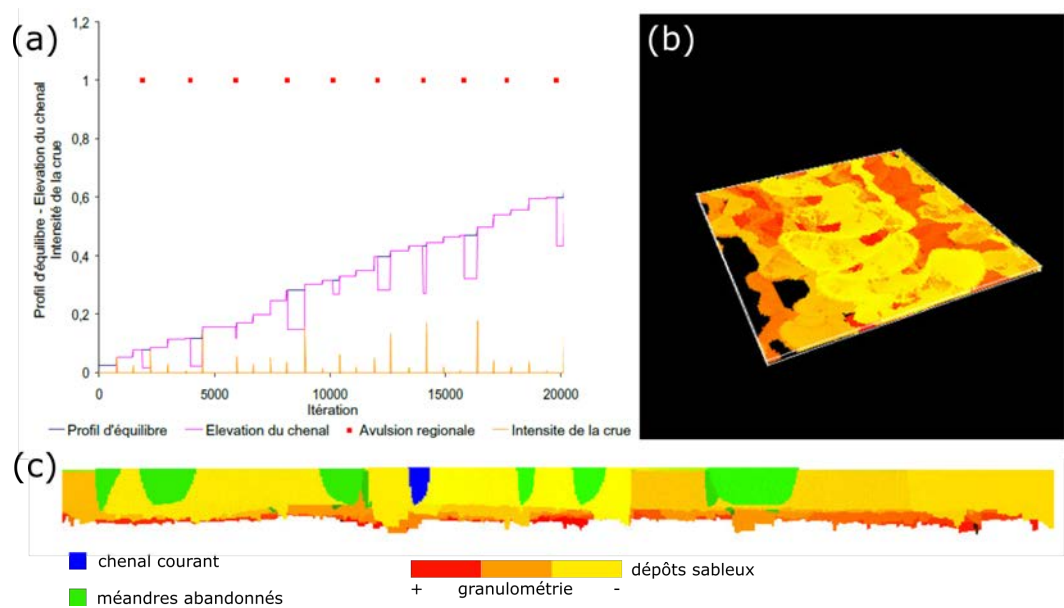 (a)
1,2
1
0,8
0,6
0,4
0,2
0
Profil d'équilibre - Elevation du chenal
Intensité de la crue
0 5000 10000 15000 20000
Itération
Profil d'équilibre Elevation du chenal Avulsion regionale Intensite de la crue
(b)
(c)
chenal courant
méandres abandonnés
dépôts sableux
+ granulométrie -